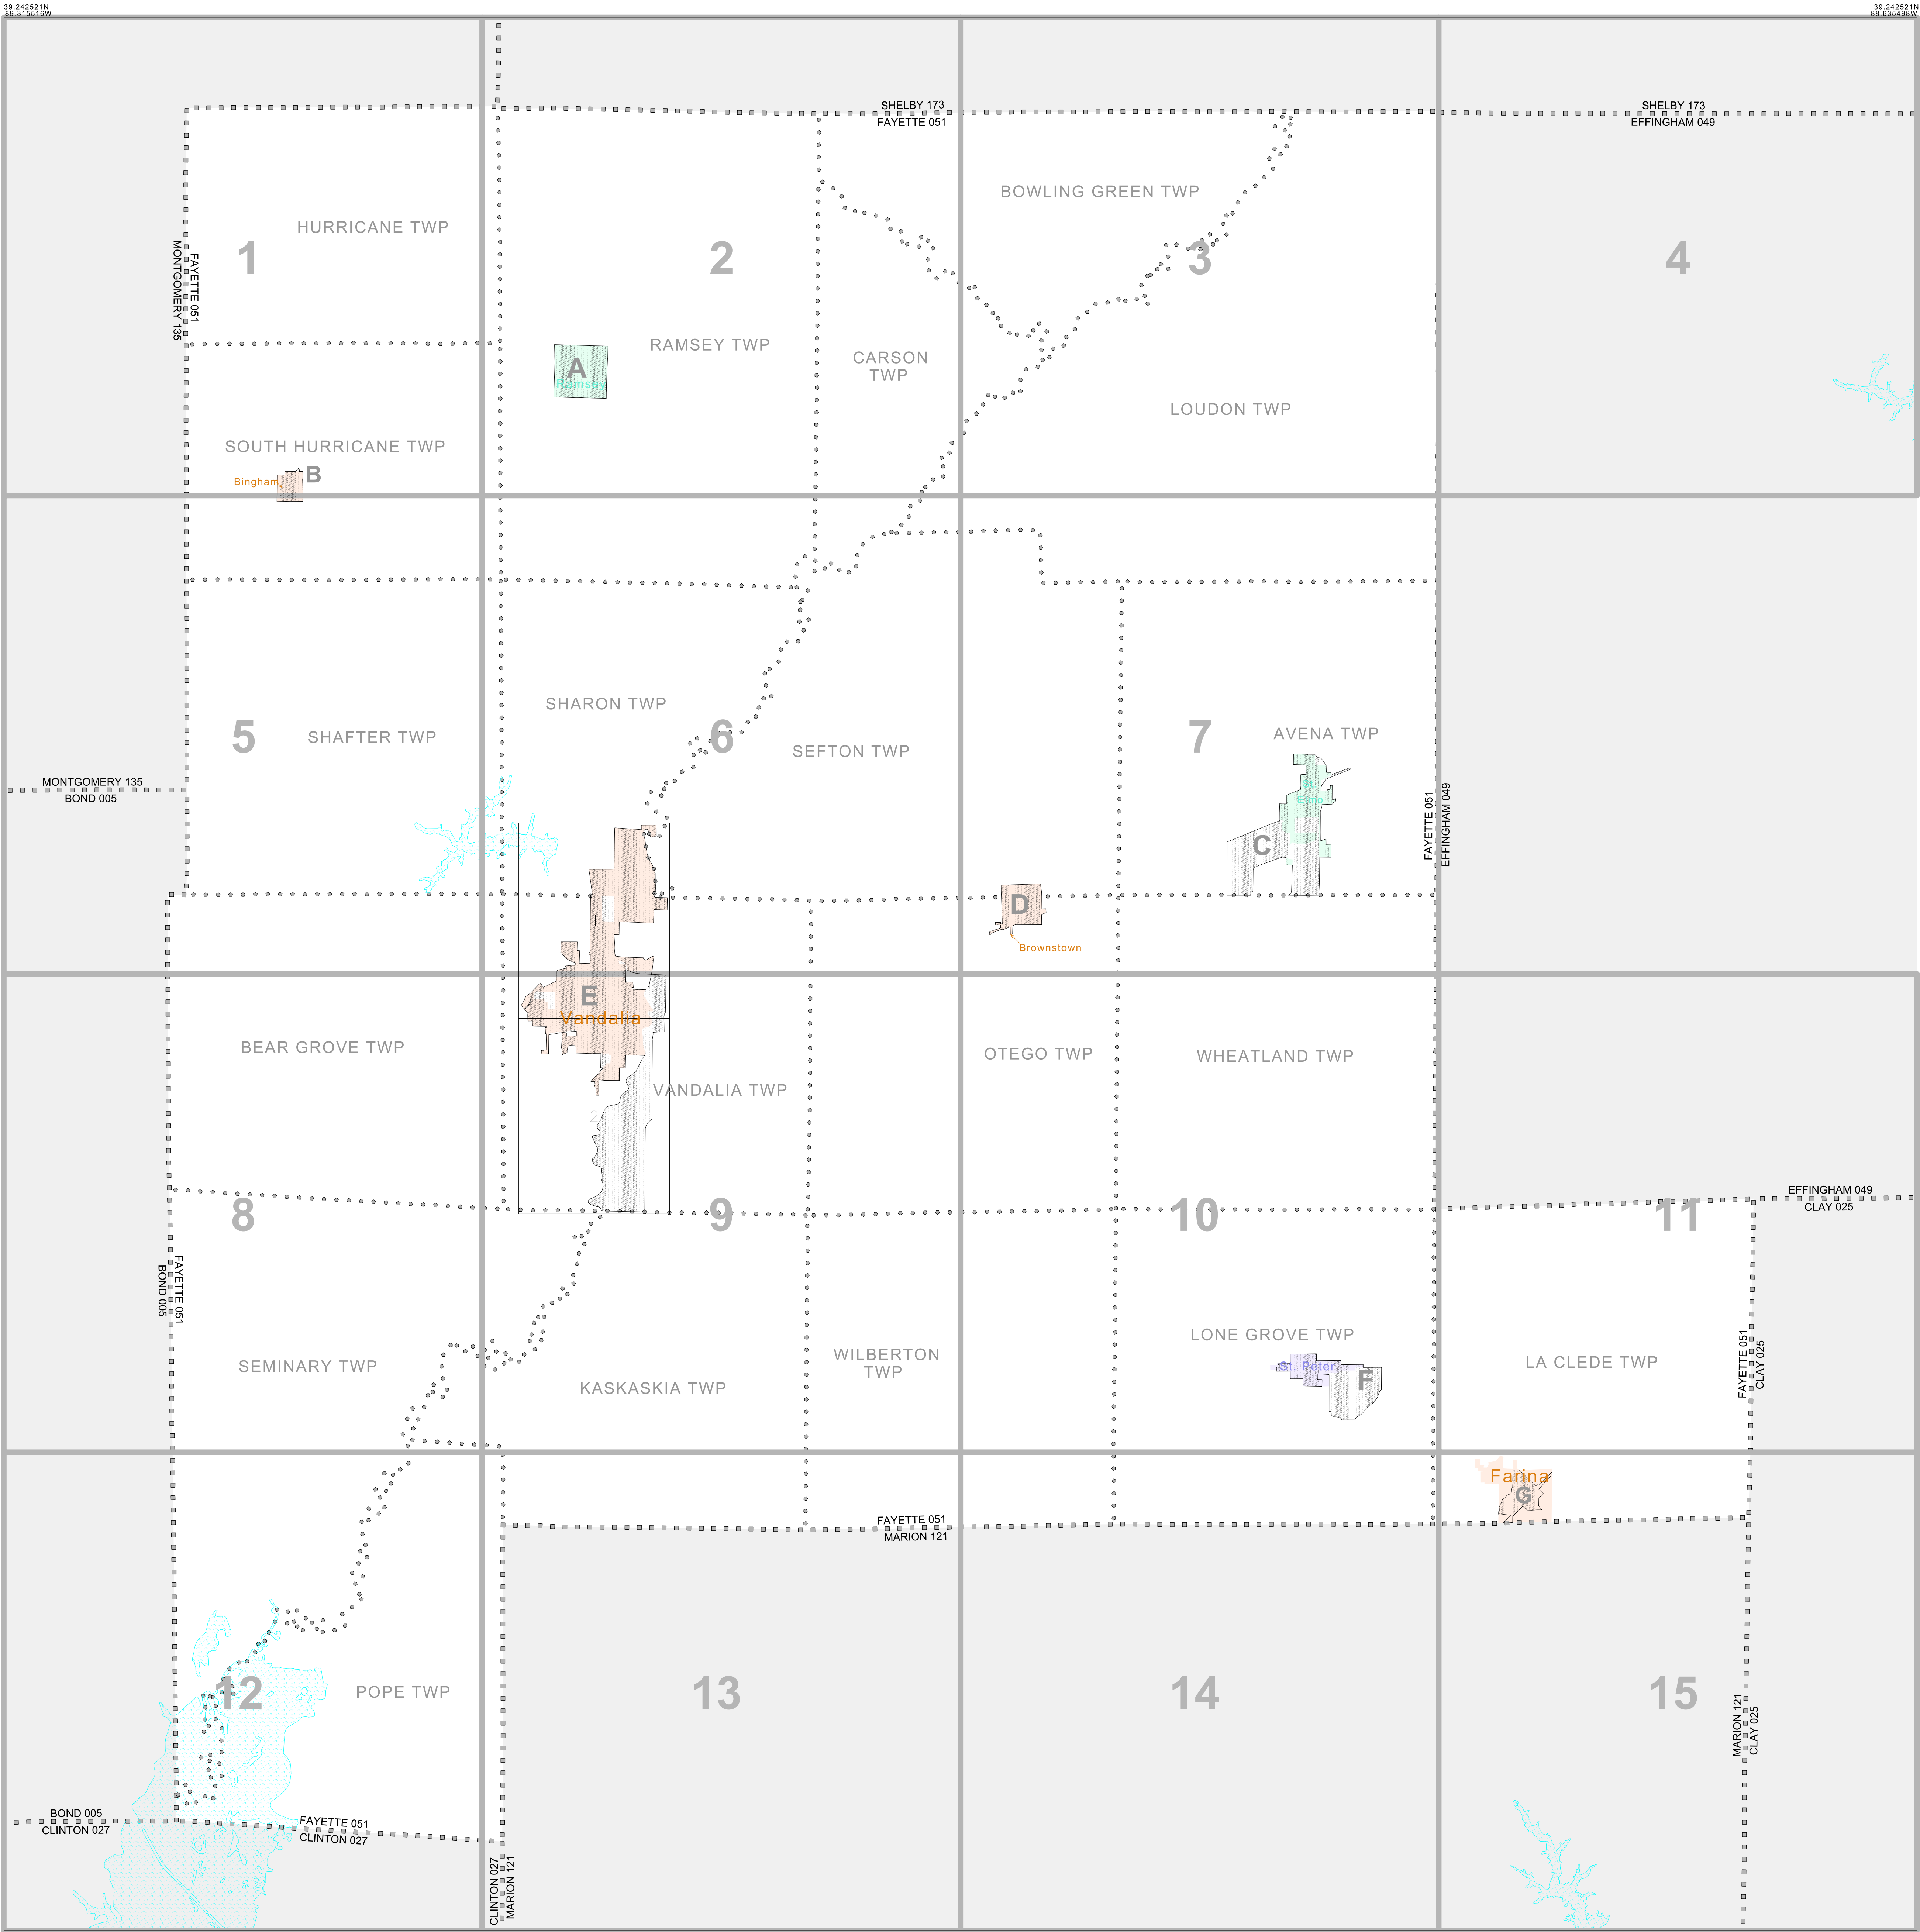 39.242521N
89.315516W
39.242521N
88.635498W
SHELBY 173
FAYETTE 051
SHELBY 173
EFFINGHAM 049
BOWLING GREEN TWP
HURRICANE TWP
1
2
3
4
FAYETTE 051
MONTGOMERY 135
RAMSEY TWP
CARSON
TWP
A
Ramsey
LOUDON TWP
SOUTH HURRICANE TWP
B
Bingham
SHARON TWP
5
SHAFTER TWP
6
SEFTON TWP
7
AVENA TWP
MONTGOMERY 135
BOND 005
St.
Elmo
FAYETTE 051
EFFINGHAM 049
C
D
1
Brownstown
E
Vandalia
BEAR GROVE TWP
OTEGO TWP
WHEATLAND TWP
VANDALIA TWP
2
EFFINGHAM 049
CLAY 025
8
9
10
11
FAYETTE 051
BOND 005
LONE GROVE TWP
WILBERTON
TWP
SEMINARY TWP
KASKASKIA TWP
St. Peter
F
LA CLEDE TWP
FAYETTE 051
CLAY 025
Farina
G
FAYETTE 051
MARION 121
12
POPE TWP
13
14
15
MARION 121
CLAY 025
BOND 005
CLINTON 027
FAYETTE 051
CLINTON 027
CLINTON 027
MARION 121